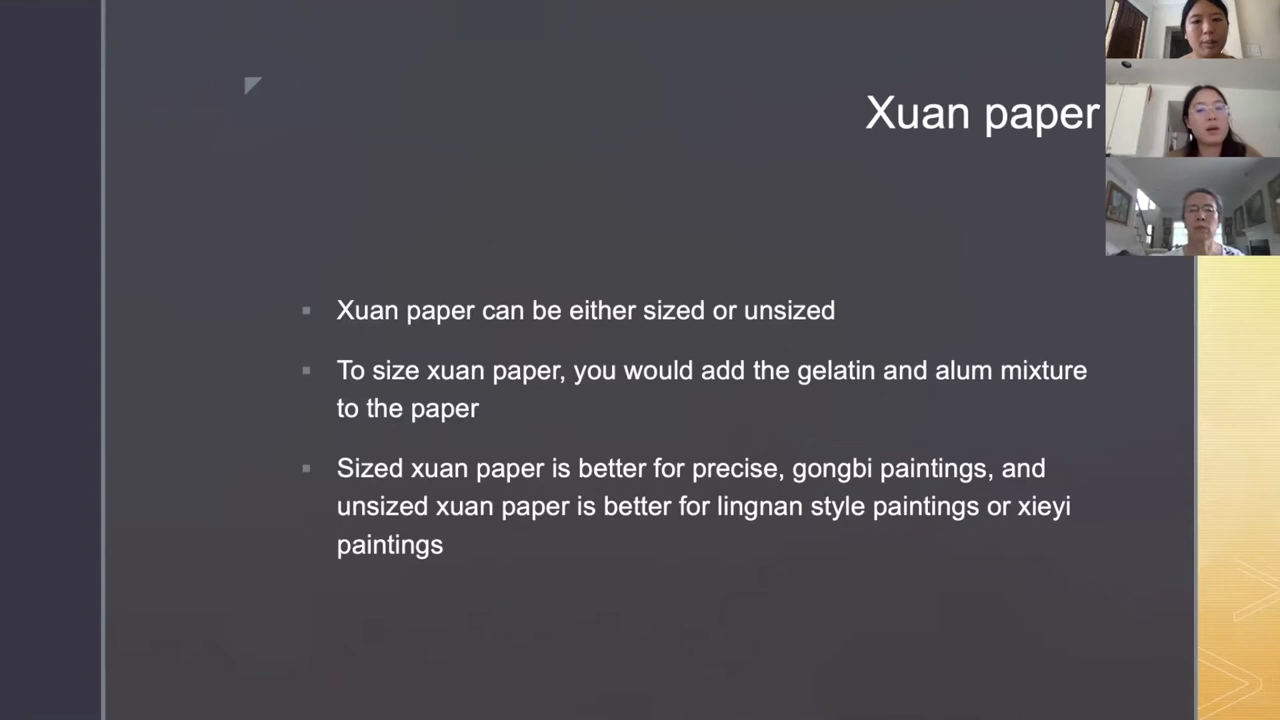 Xuan paper
Xuan paper can be either sized or unsized
To size xuan paper, you would add the gelatin and alum mixture
to the paper
Sized xuan paper is better for precise, gongbi paintings, and
unsized xuan paper is better for lingnan style paintings or xieyi
paintings